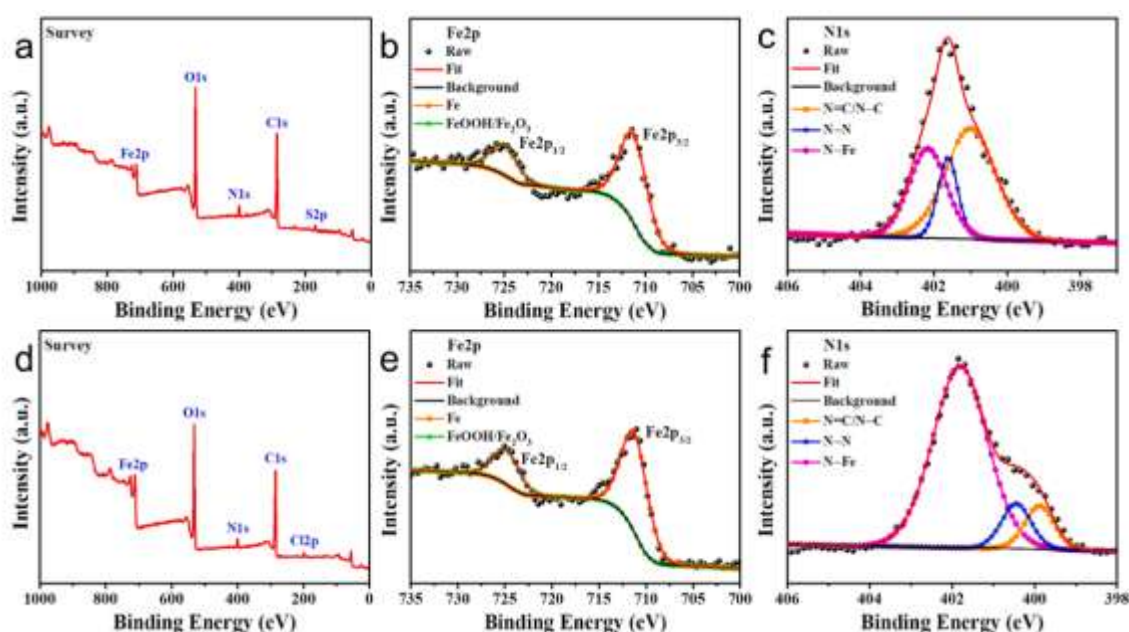 a
Survey
O1s
C1s
Fe2p
N1s
S2p
Intensity (a.u.)
1000 800 600 400 200 0
Binding Energy (eV)
b
Fe2p
Raw
Fit
Background
Fe
FeOOH/Fe2O3
Fe2p1/2
Fe2p3/2
Intensity (a.u.)
735 730 725 720 715 710 705 700
Binding Energy (eV)
c
N1s
Raw
Fit
Background
N=C/N-C
N-N
N-Fe
Intensity (a.u.)
406 404 402 400 398
Binding Energy (eV)
d
Survey
O1s
C1s
Fe2p
N1s
Cl2p
Intensity (a.u.)
1000 800 600 400 200 0
Binding Energy (eV)
e
Fe2p
Raw
Fit
Background
Fe
FeOOH/Fe2O3
Fe2p1/2
Fe2p3/2
Intensity (a.u.)
735 730 725 720 715 710 705 700
Binding Energy (eV)
f
N1s
Raw
Fit
Background
N=C/N-C
N-N
N-Fe
Intensity (a.u.)
406 404 402 400 398
Binding Energy (eV)